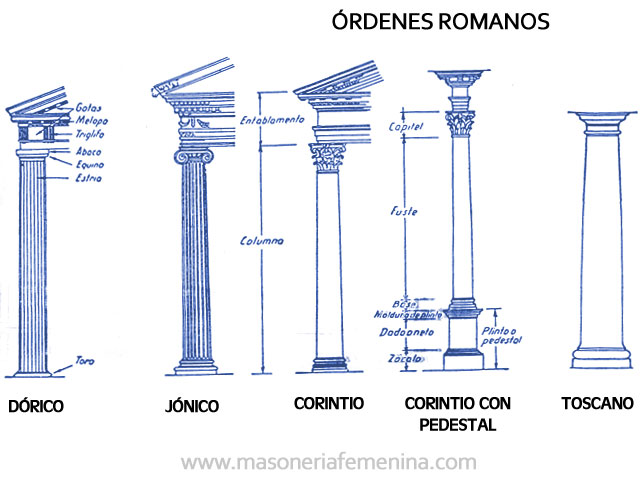 ÓRDENES ROMANOS
Gotas
Melopa
Triglifo
Abaco
Equino
Estria
Toro
Entablamento
Columna
Capitel
Fuste
Base
Moldura de plinto
Dado o neto
Zócalo
Plinto o
pedestal
DÓRICO
JÓNICO
CORINTIO
CORINTIO CON
PEDESTAL
TOSCANO
www.masoneriafemenina.com